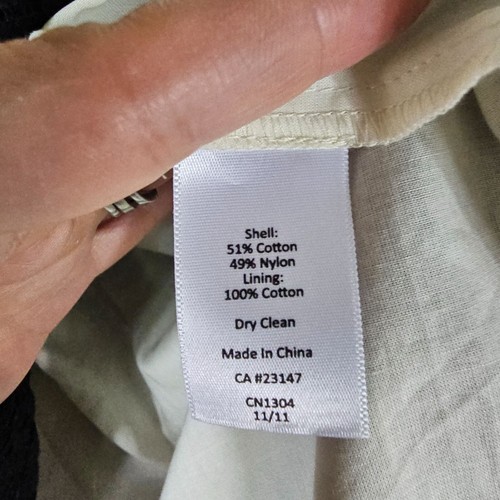 Shell:
51% Cotton
49% Nylon
Lining:
100% Cotton
Dry Clean
Made In China
CA #23147
CN1304
11/11